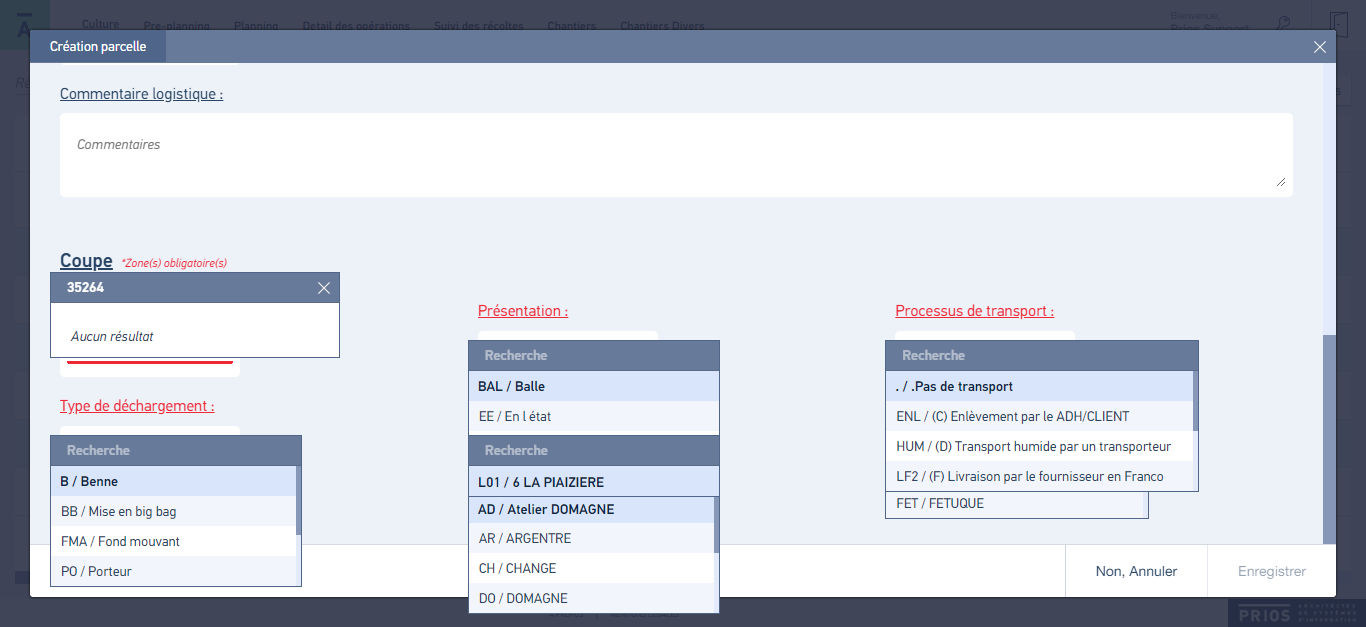 Culture Pre-planning Planning Detail des opérations Suivi des récoltes Chantiers Chantiers Divers
Bienvenue,
Prios Support
Création parcelle
Commentaire logistique :
Commentaires
Coupe *Zone(s) obligatoire(s)
35264
Aucun résultat
Présentation :
Processus de transport :
Recherche
BAL / Balle
EE / En l état
Recherche
. / .Pas de transport
ENL / (C) Enlèvement par le ADH/CLIENT
HUM / (D) Transport humide par un transporteur
LF2 / (F) Livraison par le fournisseur en Franco
FET / FETUQUE
Type de déchargement :
Recherche
B / Benne
BB / Mise en big bag
FMA / Fond mouvant
PO / Porteur
Recherche
L01 / 6 LA PIAIZIERE
AD / Atelier DOMAGNE
AR / ARGENTRE
CH / CHANGE
DO / DOMAGNE
Non, Annuler
Enregistrer
PRIOS